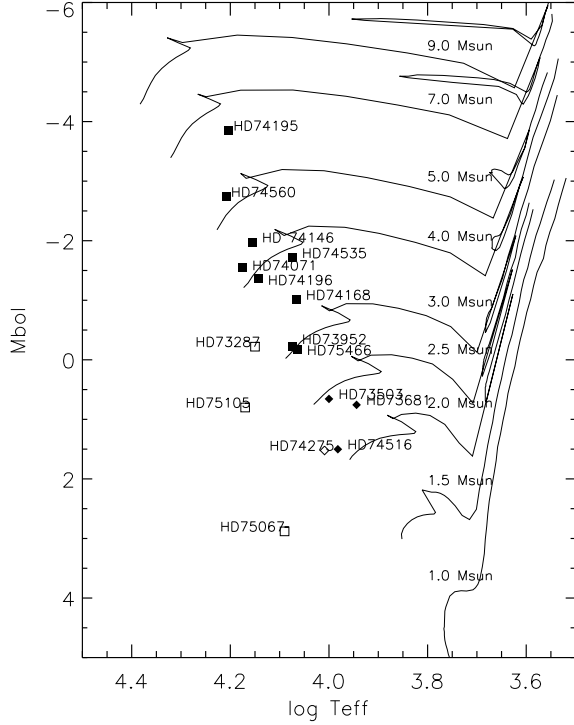 −6
9.0 Msun
7.0 Msun
−4
HD74195
5.0 Msun
HD74560
4.0 Msun
−2
HD 74146
HD74535
HD74071
HD74196
HD74168
3.0 Msun
Mbol
0
HD73287
HD73952
HD75466
2.5 Msun
HD75105
HD73503
HD73681
2.0 Msun
HD74275
HD74516
1.5 Msun
2
HD75067
1.0 Msun
4
4.4 4.2 4.0 3.8 3.6
log Teff